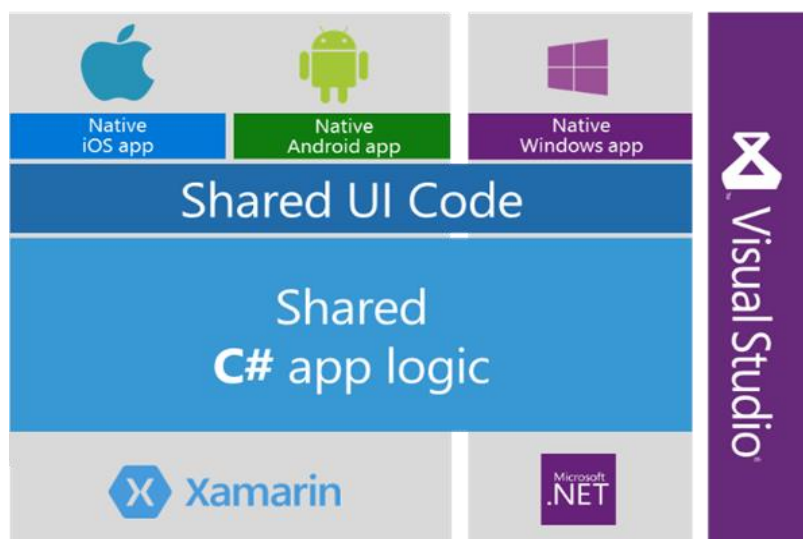 Native
iOS app
Native
Android app
Native
Windows app
Shared UI Code
Shared
C# app logic
X Xamarin
Microsoft
.NET
Visual Studio®